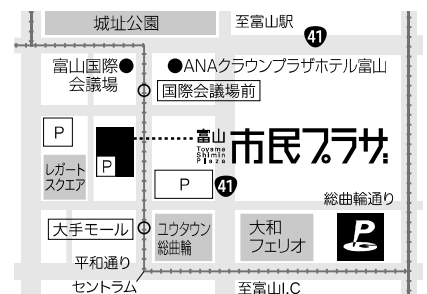 城址公園
至富山駅
41
富山国際
会議場
ANAクラウンプラザホテル富山
国際会議場前
P
P
レガート
スクエア
富山
Toyama
Shimin
Plaza
市民プラザ
P
41
総曲輪通り
大手モール
ユウタウン
総曲輪
大和
フェリオ
P
平和通り
セントラム
至富山I.C